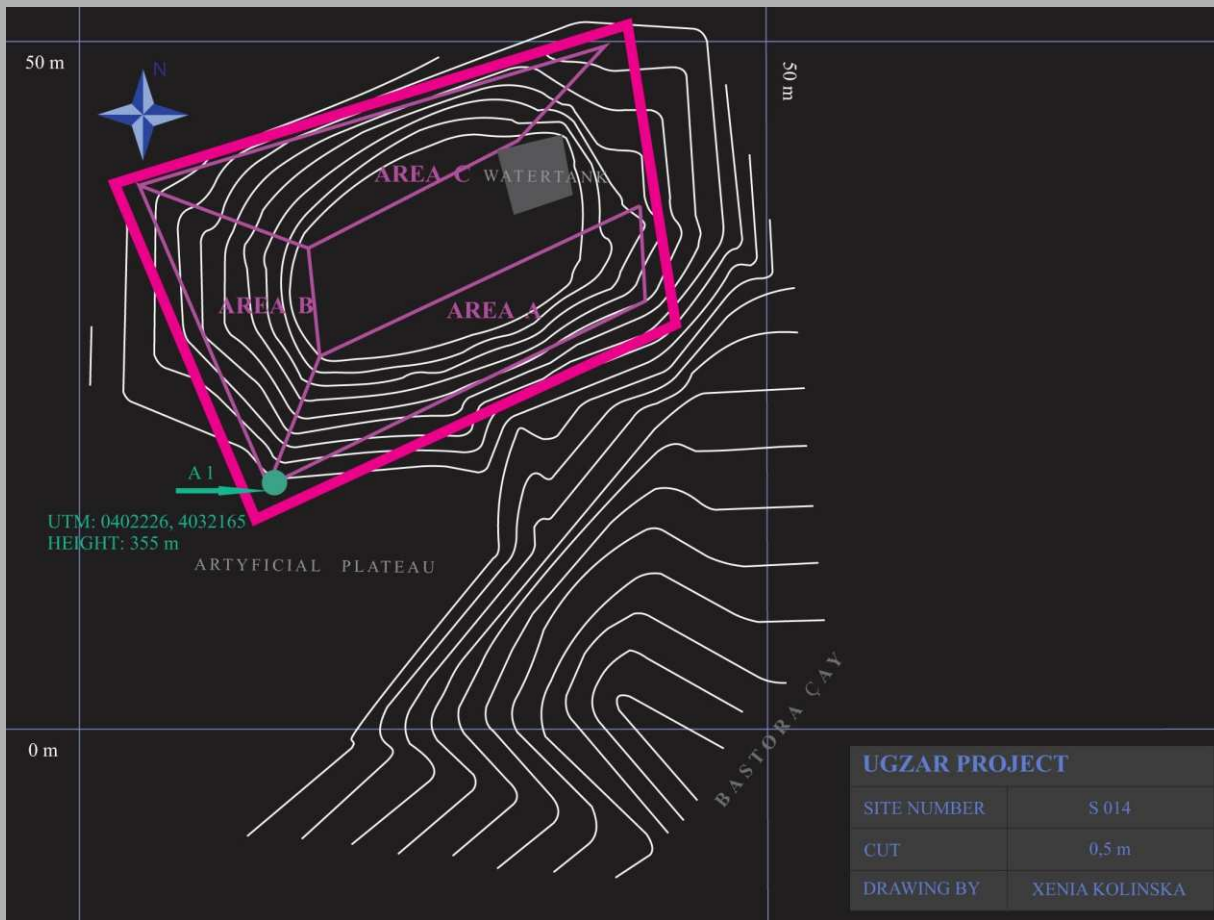 50 m
N
50 m
AREA C WATERTANK
AREA B
AREA A
A 1
UTM: 0402226, 4032165
HEIGHT: 355 m
ARTYFICIAL PLATEAU
0 m
BASTORA ÇAY
UGZAR PROJECT
SITE NUMBER S 014
CUT 0,5 m
DRAWING BY XENIA KOLINSKA